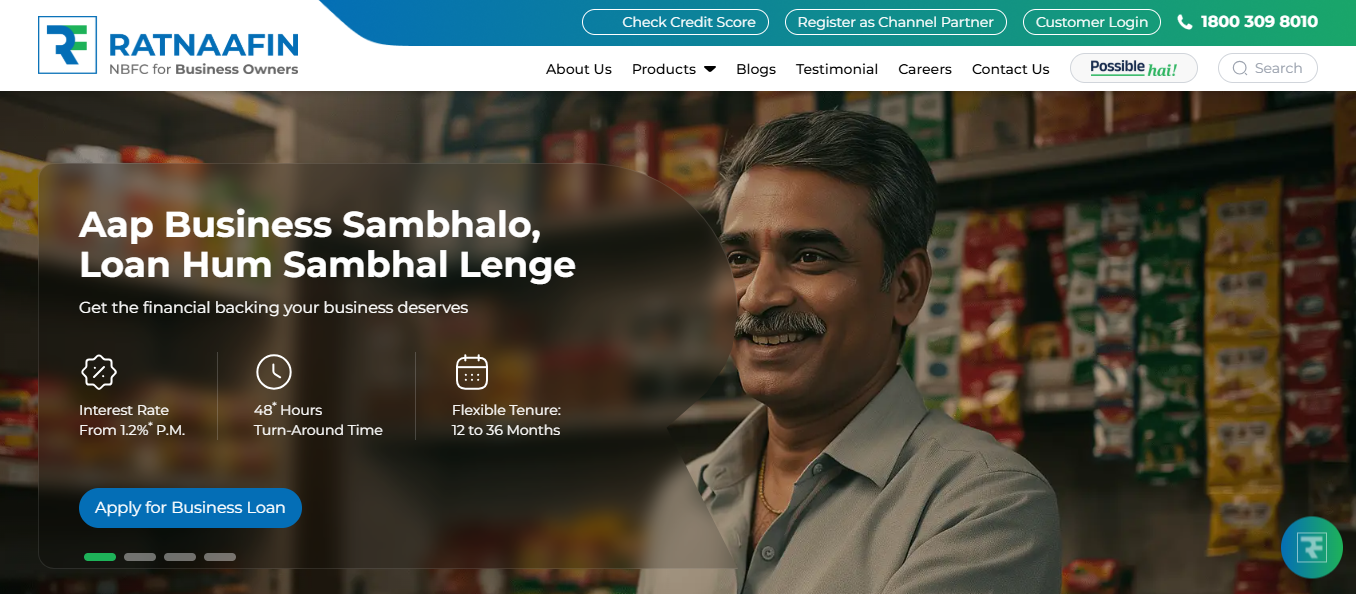 Check Credit Score
Register as Channel Partner
Customer Login
1800 309 8010
RATNAAFIN
NBFC for Business Owners
About Us
Products
Blogs
Testimonial
Careers
Contact Us
Possible hai!
Search
Aap Business Sambhalo,
Loan Hum Sambhal Lenge
Get the financial backing your business deserves
Interest Rate
From 1.2%* P.M.
48* Hours
Turn-Around Time
Flexible Tenure:
12 to 36 Months
Apply for Business Loan